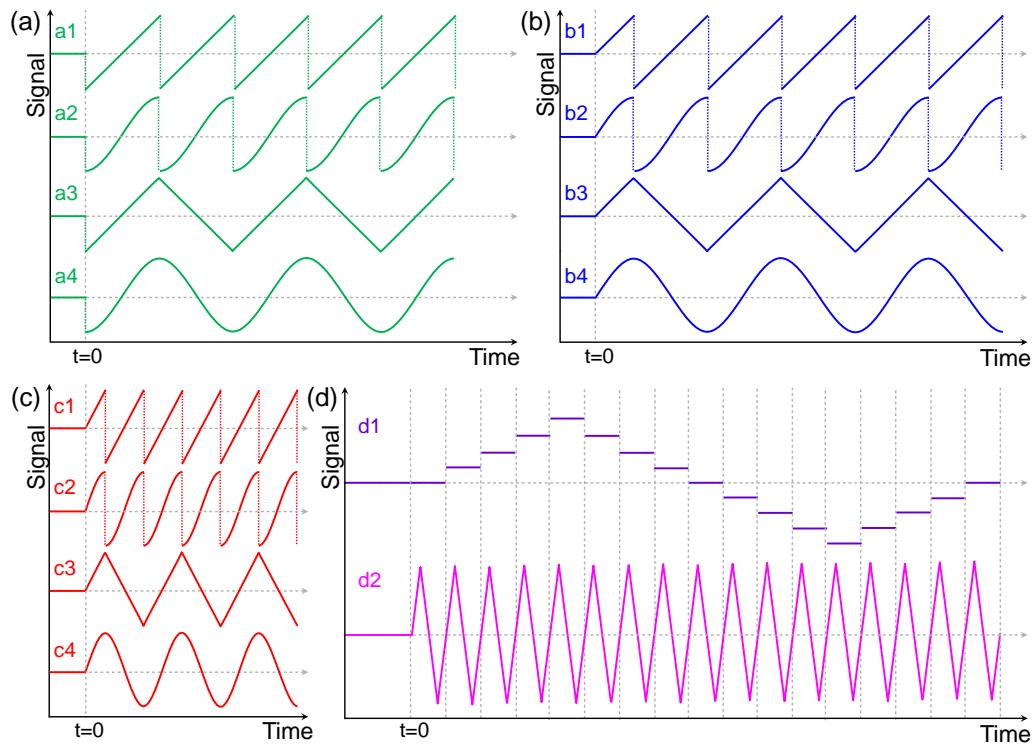 (a)
Signal
a1
a2
a3
a4
t=0
Time
(b)
Signal
b1
b2
b3
b4
t=0
Time
(c)
Signal
c1
c2
c3
c4
t=0
Time
(d)
Signal
d1
d2
t=0
Time